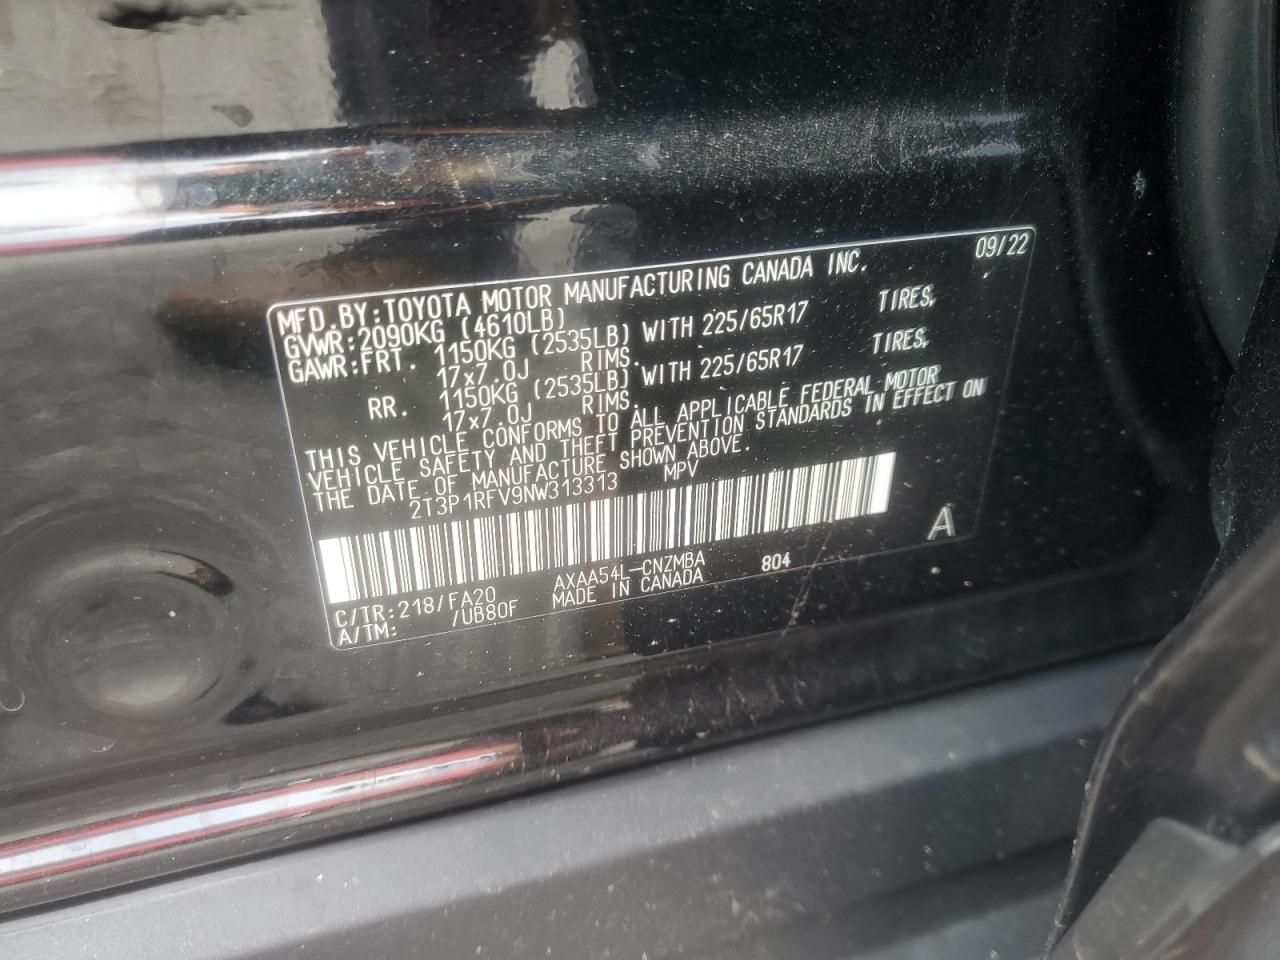 MFD.BY:TOYOTA MOTOR MANUFACTURING CANADA INC. 09/22
GVWR:2090KG (4610LB)
GAWR:FRT. 1150KG (2535LB) WITH 225/65R17 TIRES,
17x7.0J RIMS.
RR. 1150KG (2535LB) WITH 225/65R17 TIRES,
17x7.0J RIMS.
THIS VEHICLE CONFORMS TO ALL APPLICABLE FEDERAL MOTOR
VEHICLE SAFETY AND THEFT PREVENTION STANDARDS IN EFFECT ON
THE DATE OF MANUFACTURE SHOWN ABOVE.
2T3P1RFV9NW313313 MPV
A
C/TR:218/FA20 AXAA54L-CNZMBA 804
A/TM: /UB80F MADE IN CANADA